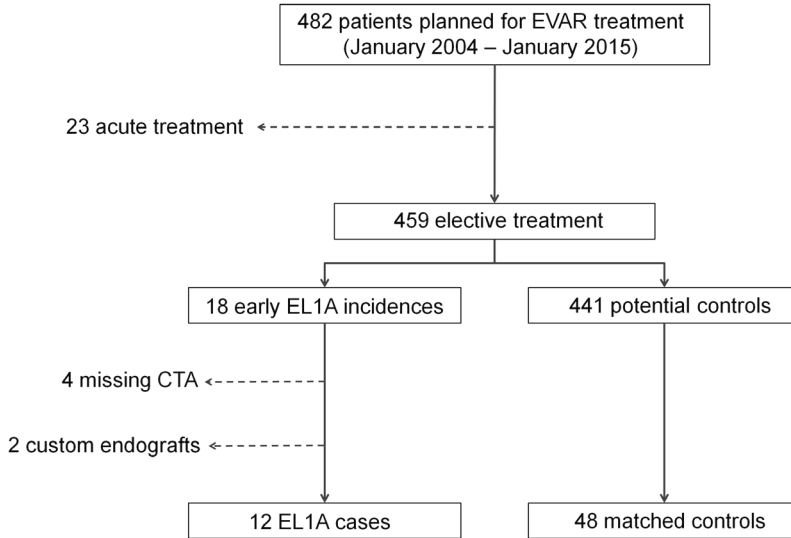 482 patients planned for EVAR treatment
(January 2004 – January 2015)
23 acute treatment
459 elective treatment
18 early EL1A incidences
441 potential controls
4 missing CTA
2 custom endografts
12 EL1A cases
48 matched controls